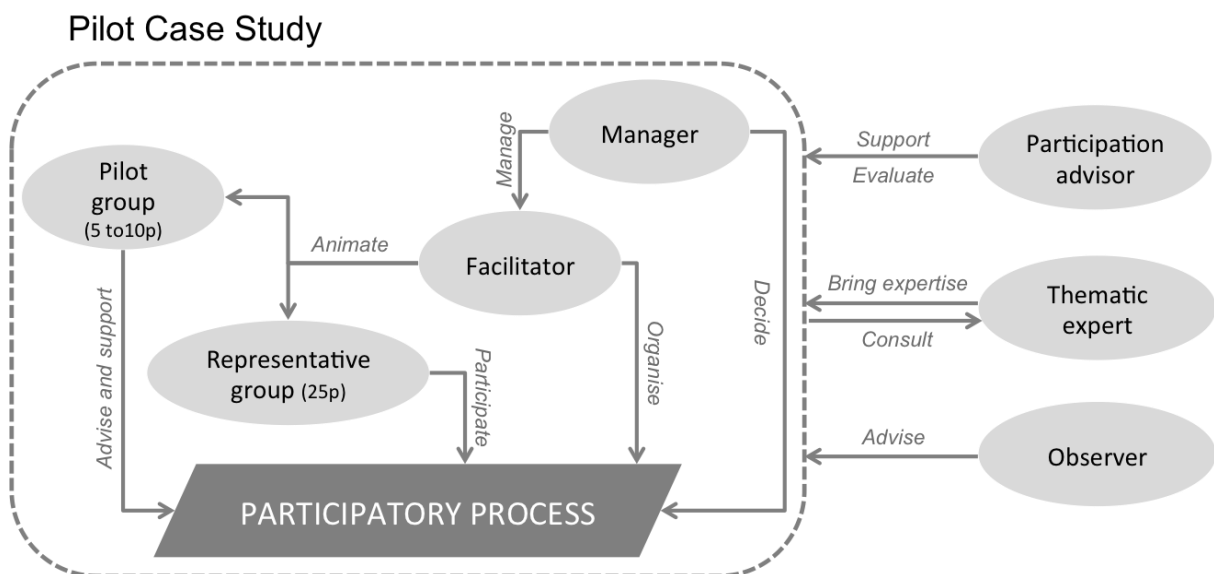 Pilot Case Study
Manager
Manage
Pilot
group
(5 to10p)
Animate
Facilitator
Decide
Advise and support
Representative
group (25p)
Participate
Organise
PARTICIPATORY PROCESS
Support
Evaluate
Participation
advisor
Bring expertise
Consult
Thematic
expert
Advise
Observer